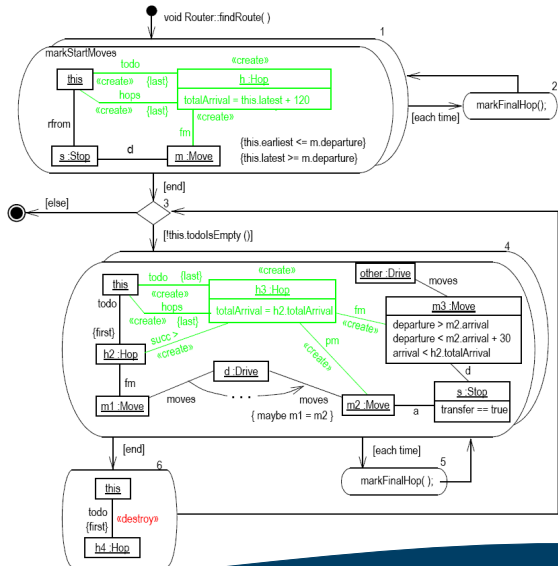 void Router::findRoute( )
1
markStartMoves
todo
«create»
this
«create»
{last}
h :Hop
hops
«create»
{last}
totalArrival = this.latest + 120
rfrom
fm
«create»
d
{this.earliest <= m.departure}
{this.latest >= m.departure}
s :Stop
m :Move
2
markFinalHop();
[each time]
[end]
[else]
3
[!this.todoIsEmpty ()]
4
this
todo
{last}
«create»
other :Drive
moves
«create»
h3 :Hop
todo
hops
«create»
{last}
totalArrival = h2.totalArrival
fm
«create»
m3 :Move
departure > m2.arrival
departure < m2.arrival + 30
arrival < h2.totalArrival
{first}
succ >
«create»
pm
«create»
h2 :Hop
fm
d :Drive
d
s :Stop
transfer == true
m1 :Move
moves
. . .
moves
m2 :Move
a
{ maybe m1 = m2 }
[end]
[each time]
5
markFinalHop( );
6
this
todo
{first}
«destroy»
h4 :Hop